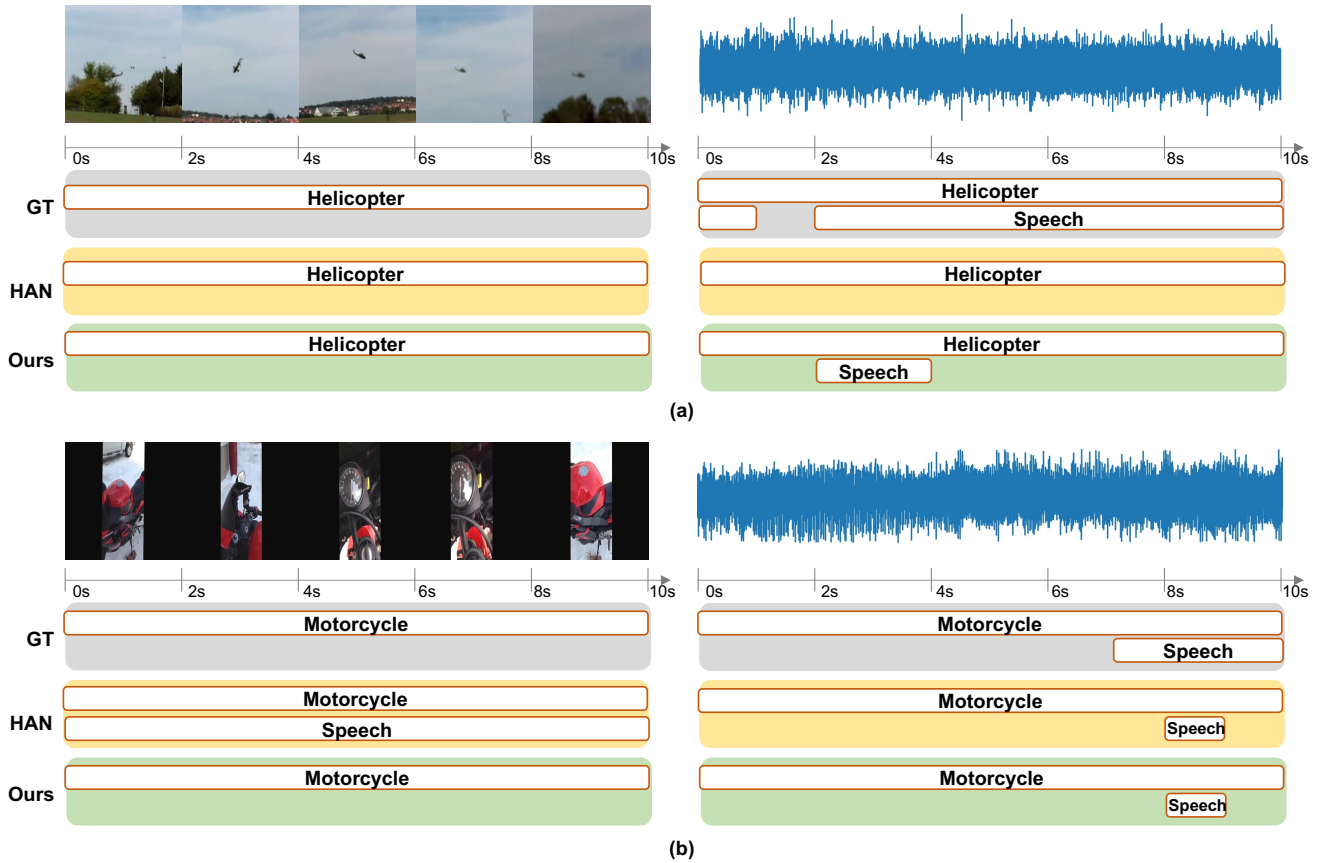 0s 2s 4s 6s 8s 10s 0s 2s 4s 6s 8s 10s
GT Helicopter Helicopter
Speech
HAN Helicopter Helicopter
Ours Helicopter Helicopter
Speech
(a)
0s 2s 4s 6s 8s 10s 0s 2s 4s 6s 8s 10s
GT Motorcycle Motorcycle
Speech
HAN Motorcycle Motorcycle
Speech Speech
Ours Motorcycle Motorcycle
Speech
(b)